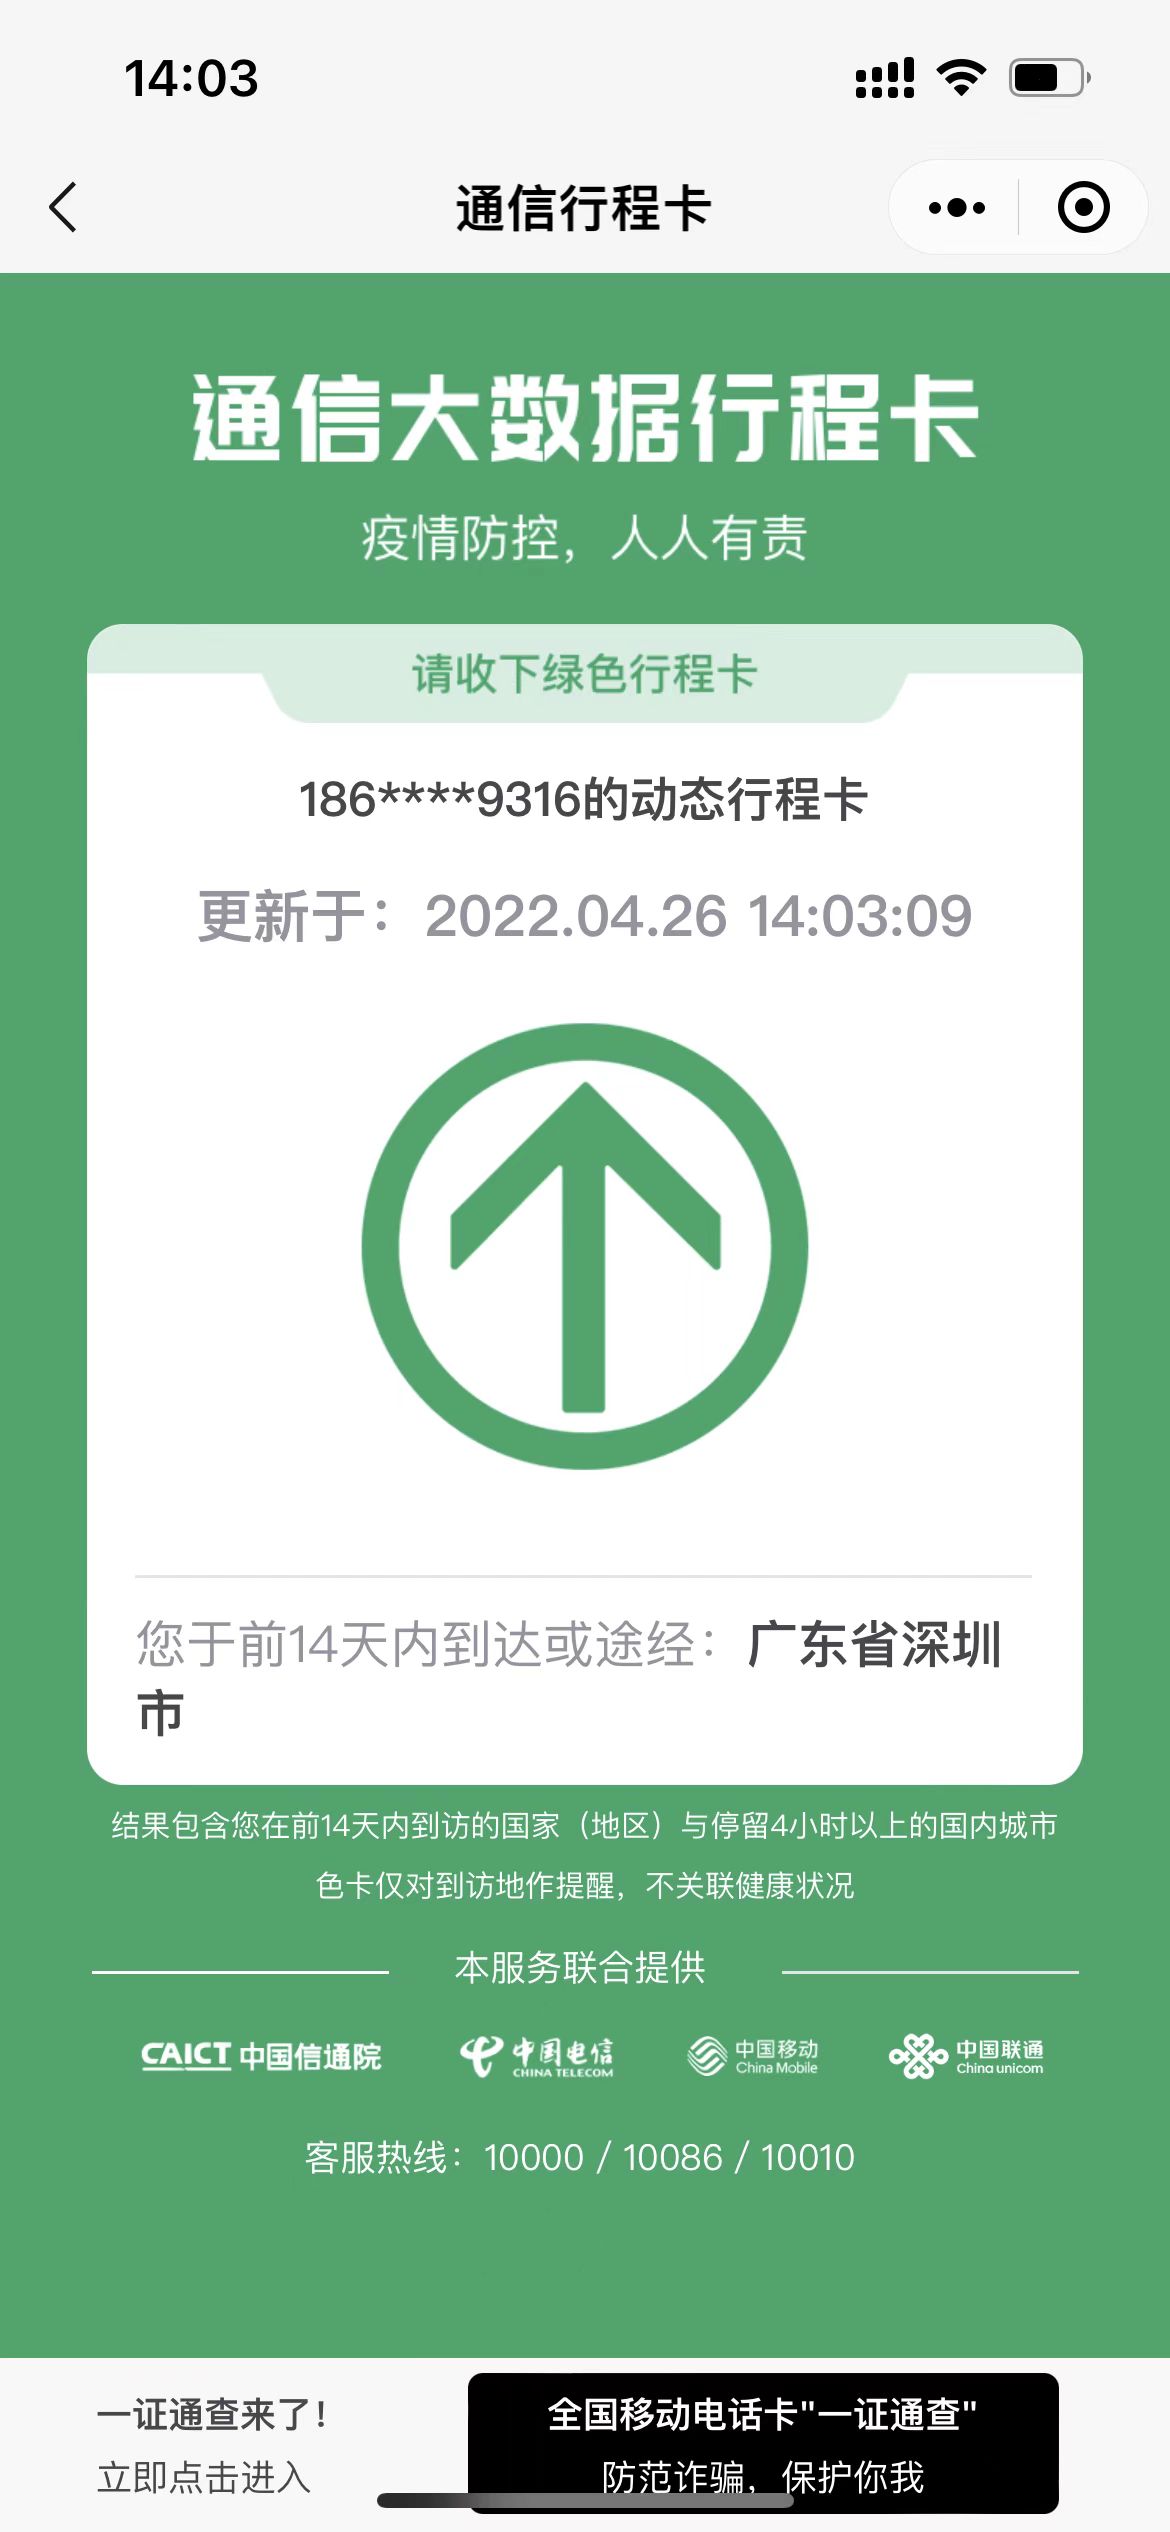 14:03
通信行程卡
通信大数据行程卡
疫情防控，人人有责
请收下绿色行程卡
186****9316的动态行程卡
更新于：2022.04.26 14:03:09
您于前14天内到达或途经：广东省深圳
市
结果包含您在前14天内到访的国家（地区）与停留4小时以上的国内城市
色卡仅对到访地作提醒，不关联健康状况
本服务联合提供
CAICT 中国信通院 中国电信 CHINA TELECOM 中国移动 China Mobile 中国联通 China unicom
客服热线：10000 / 10086 / 10010
一证通查来了！
立即点击进入
全国移动电话卡"一证通查"
防范诈骗，保护你我